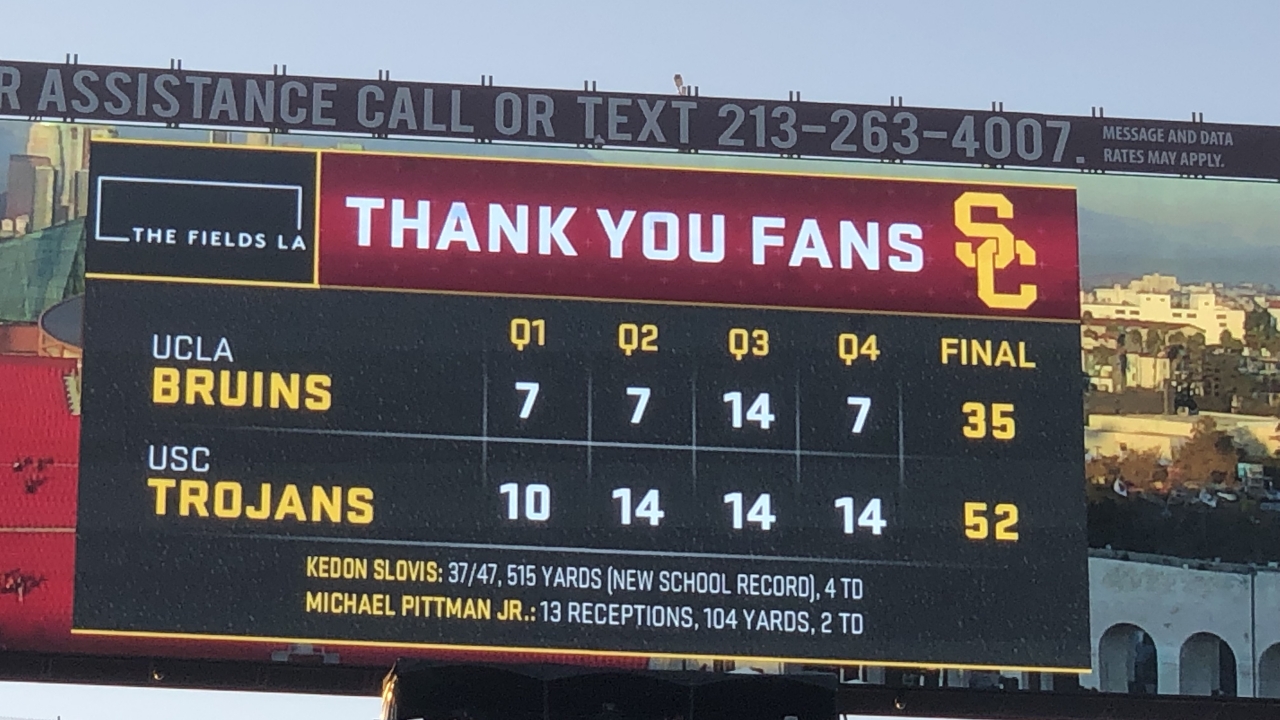 R ASSISTANCE CALL OR TEXT 213-263-4007. MESSAGE AND DATA
RATES MAY APPLY.
THE FIELDS LA
THANK YOU FANS
SC
Q1 Q2 Q3 Q4 FINAL
UCLA
BRUINS 7 7 14 7 35
USC
TROJANS 10 14 14 14 52
KEDON SLOVIS: 37/47, 515 YARDS (NEW SCHOOL RECORD), 4 TD
MICHAEL PITTMAN JR.: 13 RECEPTIONS, 104 YARDS, 2 TD